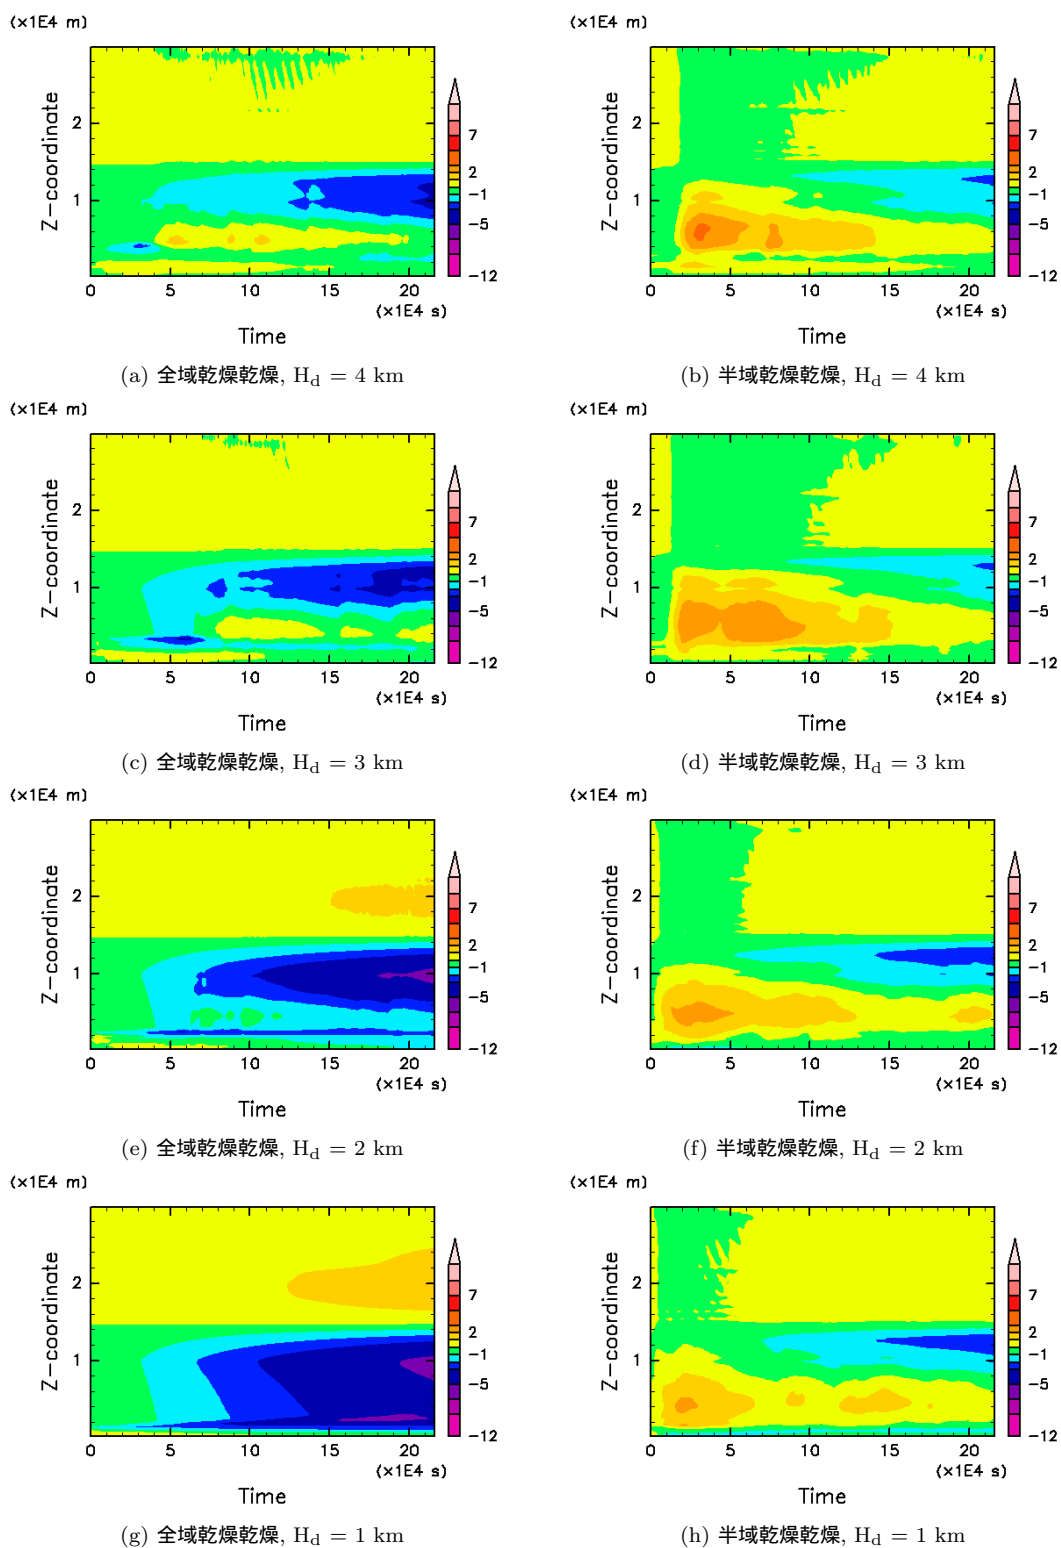 (×1E4 m)
(×1E4 m)
Z-coordinate
2
1
0 5 10 15 20
(×1E4 s)
Time
7
2
1
-1
-5
-12
Z-coordinate
2
1
0 5 10 15 20
(×1E4 s)
Time
7
2
1
-1
-5
-12
(a) 全域乾燥乾燥, Hd = 4 km
(b) 半域乾燥乾燥, Hd = 4 km
(×1E4 m)
(×1E4 m)
Z-coordinate
2
1
0 5 10 15 20
(×1E4 s)
Time
7
2
1
-1
-5
-12
Z-coordinate
2
1
0 5 10 15 20
(×1E4 s)
Time
7
2
1
-1
-5
-12
(c) 全域乾燥乾燥, Hd = 3 km
(d) 半域乾燥乾燥, Hd = 3 km
(×1E4 m)
(×1E4 m)
Z-coordinate
2
1
0 5 10 15 20
(×1E4 s)
Time
7
2
1
-1
-5
-12
Z-coordinate
2
1
0 5 10 15 20
(×1E4 s)
Time
7
2
1
-1
-5
-12
(e) 全域乾燥乾燥, Hd = 2 km
(f) 半域乾燥乾燥, Hd = 2 km
(×1E4 m)
(×1E4 m)
Z-coordinate
2
1
0 5 10 15 20
(×1E4 s)
Time
7
2
1
-1
-5
-12
Z-coordinate
2
1
0 5 10 15 20
(×1E4 s)
Time
7
2
1
-1
-5
-12
(g) 全域乾燥乾燥, Hd = 1 km
(h) 半域乾燥乾燥, Hd = 1 km